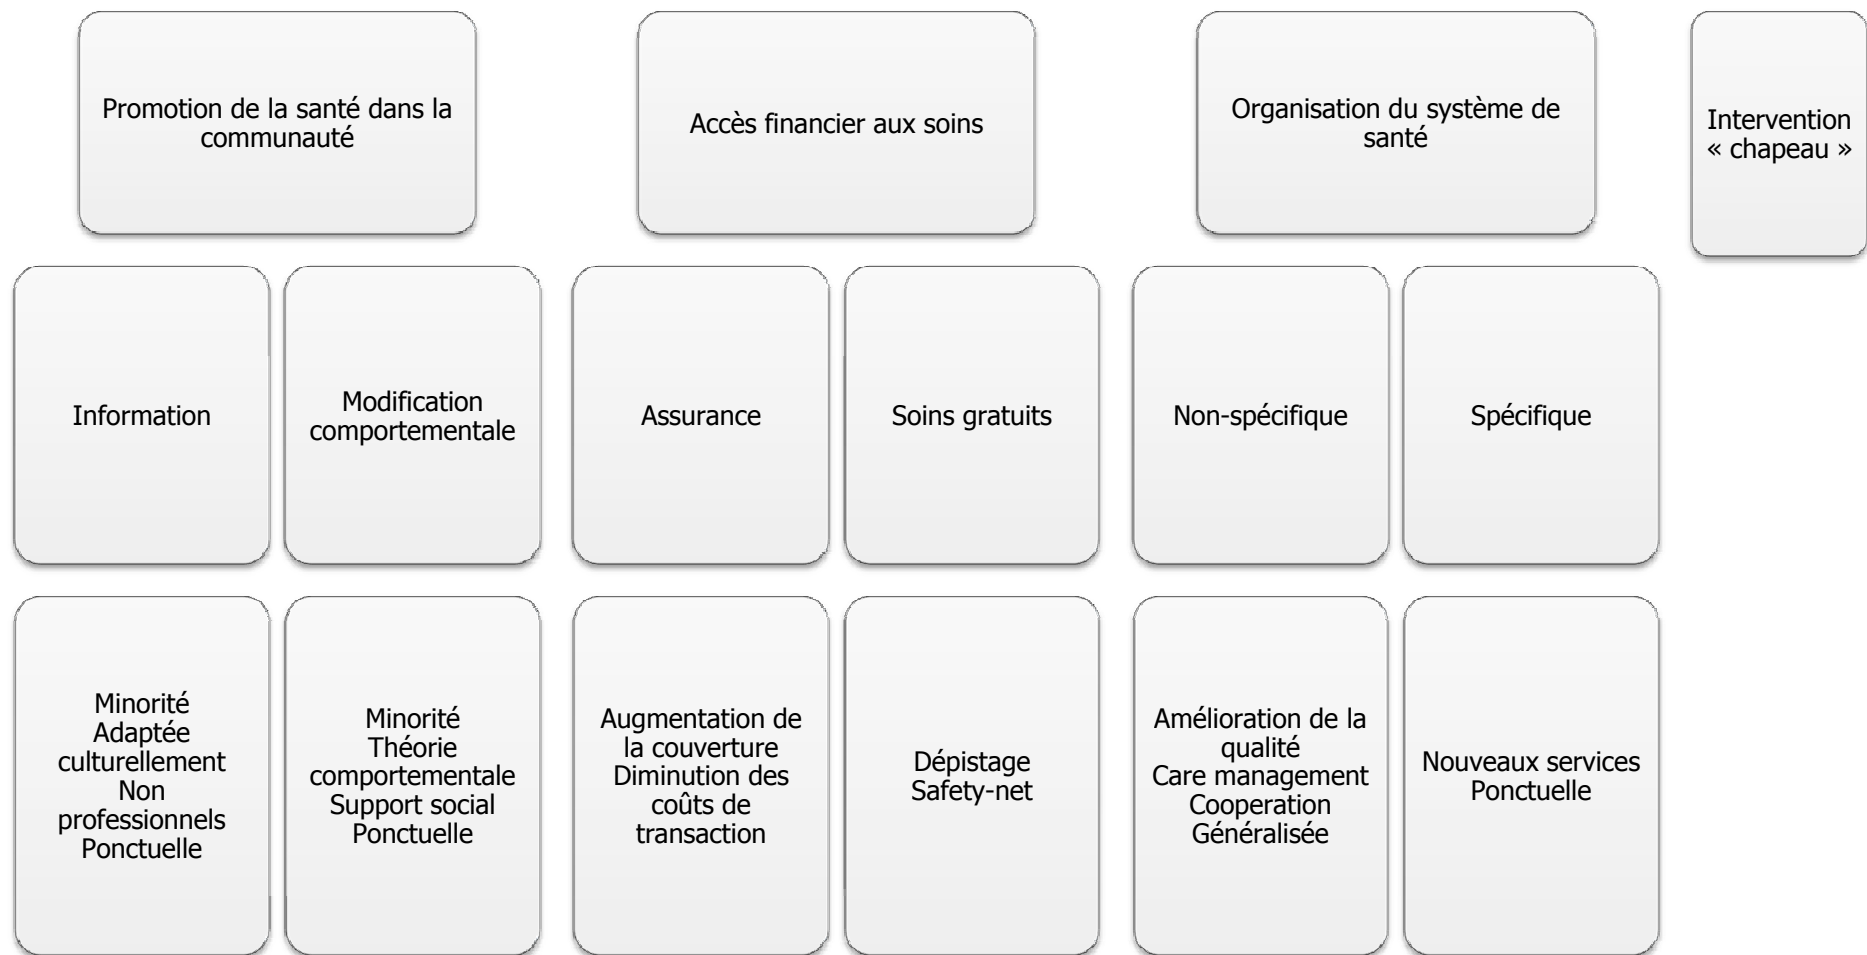 Promotion de la santé dans la
communauté
Accès financier aux soins
Organisation du système de
santé
Intervention
« chapeau »
Information
Modification
comportementale
Assurance
Soins gratuits
Non-spécifique
Spécifique
Minorité
Adaptée
culturellement
Non
professionnels
Ponctuelle
Minorité
Théorie
comportementale
Support social
Ponctuelle
Augmentation de
la couverture
Diminution des
coûts de
transaction
Dépistage
Safety-net
Amélioration de la
qualité
Care management
Cooperation
Généralisée
Nouveaux services
Ponctuelle